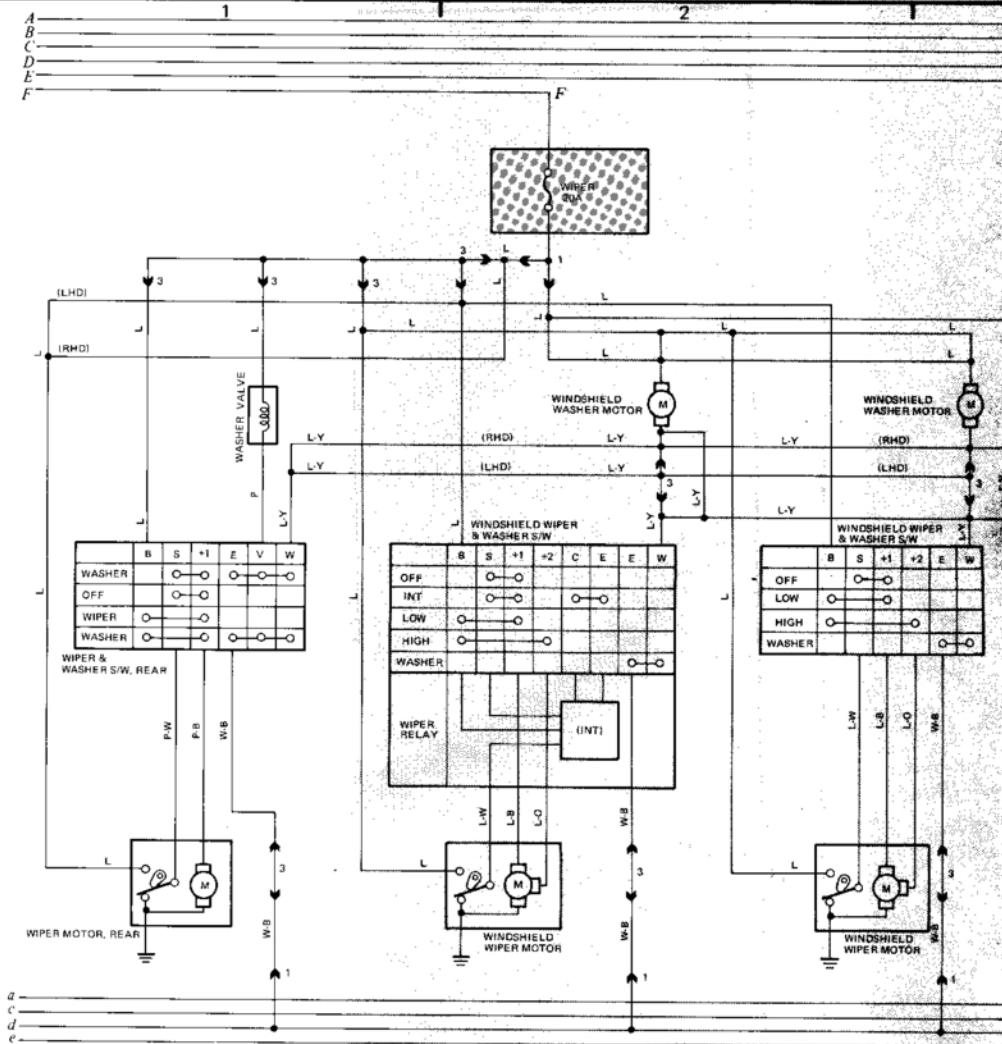 1 2
A
B
C
D
E
F F
WIPER
20A
3 L 1
3 3 3 L
(LHD) L
L L L L L L L
(RHD) L
WASHER VALVE
WINDSHIELD
WASHER MOTOR
M
WINDSHIELD
WASHER MOTOR
M
L-Y (RHD) L-Y L-Y (RHD)
L-Y (LHD) L-Y (LHD)
P 3 L-Y 3
L L-Y L L-Y L-Y L-Y
WINDSHIELD WIPER
& WASHER S/W
WINDSHIELD WIPER
& WASHER S/W
B S +1 E V W
WASHER
OFF
WIPER
WASHER
WIPER &
WASHER S/W, REAR
B S +1 +2 C E E W
OFF
INT
LOW
HIGH
WASHER
WIPER
RELAY
(INT)
B S +1 +2 E W
OFF
LOW
HIGH
WASHER
L L L
P-W P-B W-B
L-W L-B L-O W-B
L-W L-B L-O W-B
L M 3
L M 3
L M 3
W-B W-B W-B
WIPER MOTOR, REAR
WINDSHIELD
WIPER MOTOR
WINDSHIELD
WIPER MOTOR
1 1 1
a
c
d
e